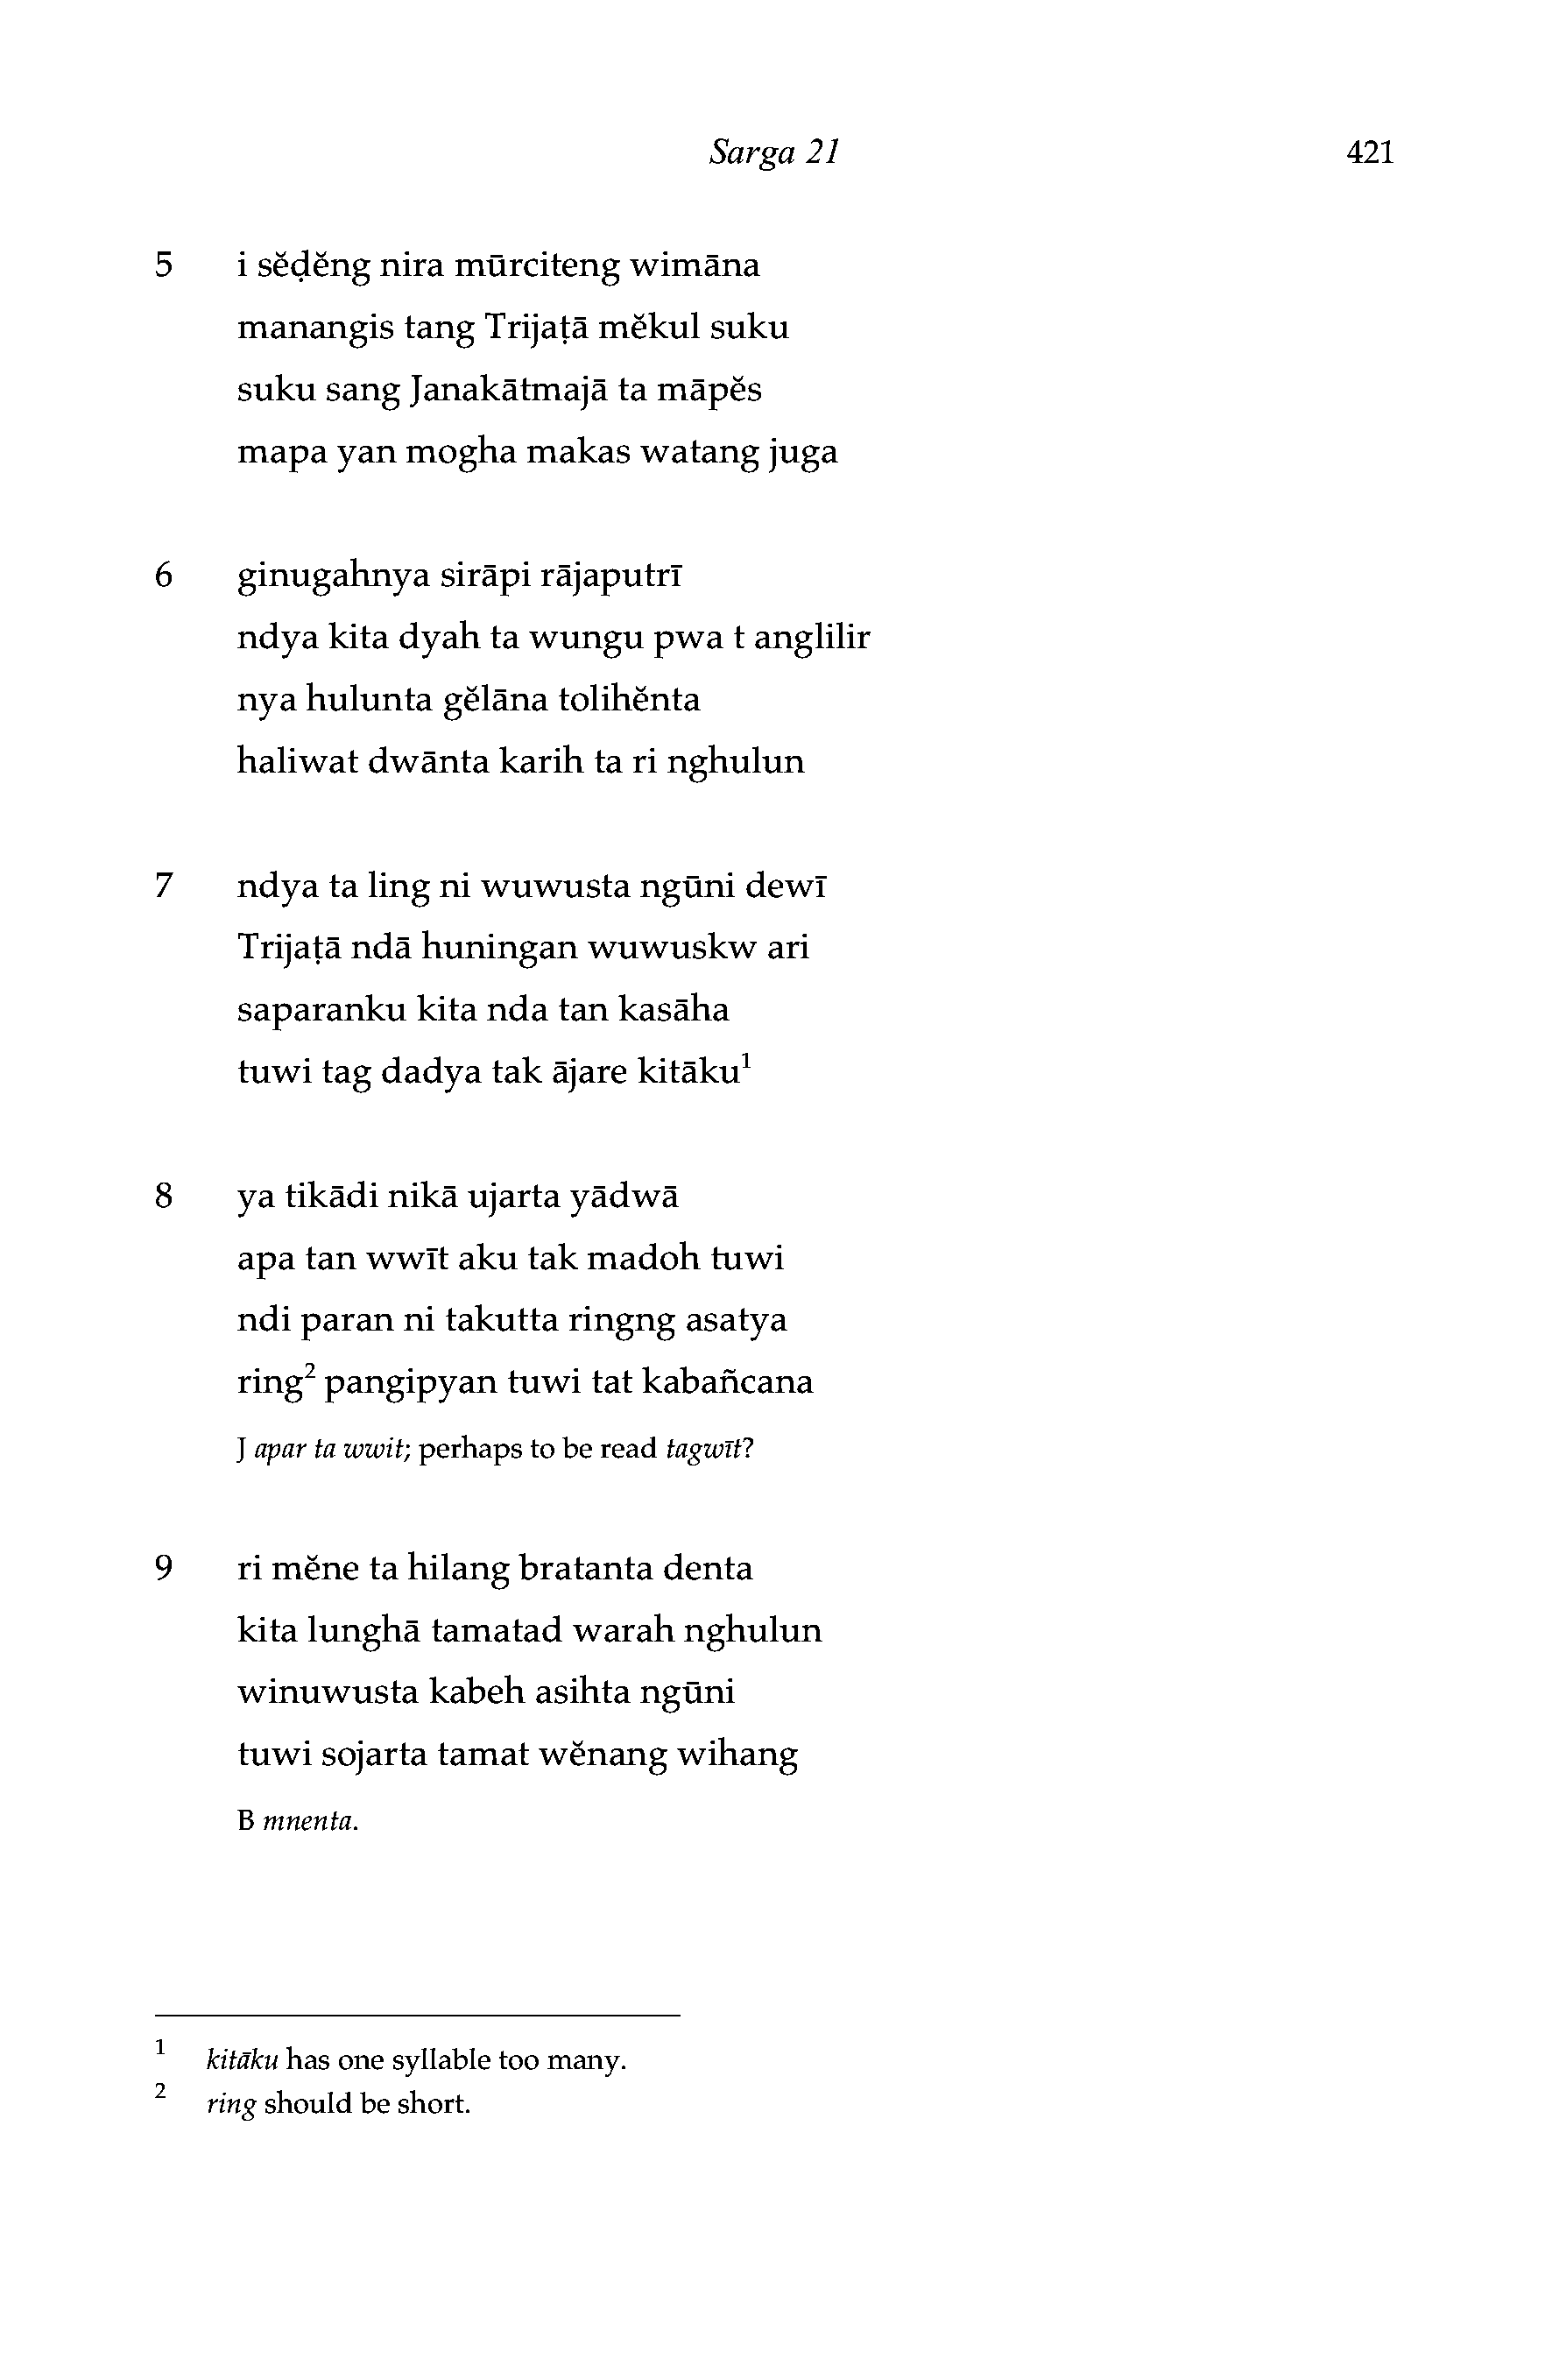 Sarga 21 421
5 i sĕḍĕng nira mūrciteng wimāna
manangis tang Trijaṭā mĕkul suku
suku sang Janakātmajā ta māpĕs
mapa yan mogha makas watang juga
6 ginugahnya sirāpi rājaputrī
ndya kita dyah ta wungu pwa t anglilir
nya hulunta gĕlāna tolihĕnta
haliwat dwānta karih ta ri nghulun
7 ndya ta ling ni wuwusta ngūni dewī
Trijaṭā ndā huningan wuwuskw ari
saparanku kita nda tan kasāha
tuwi tag dadya tak ājare kitāku¹
8 ya tikādi nikā ujarta yādwā
apa tan wwīt aku tak madoh tuwi
ndi paran ni takutta ringng asatya
ring² pangipyan tuwi tat kabañcana
J apar ta wwit; perhaps to be read tagwīt?
9 ri mĕne ta hilang bratanta denta
kita lunghā tamatad warah nghulun
winuwusta kabeh asihta ngūni
tuwi sojarta tamat wĕnang wihang
B mnenta.
¹ kitāku has one syllable too many.
² ring should be short.